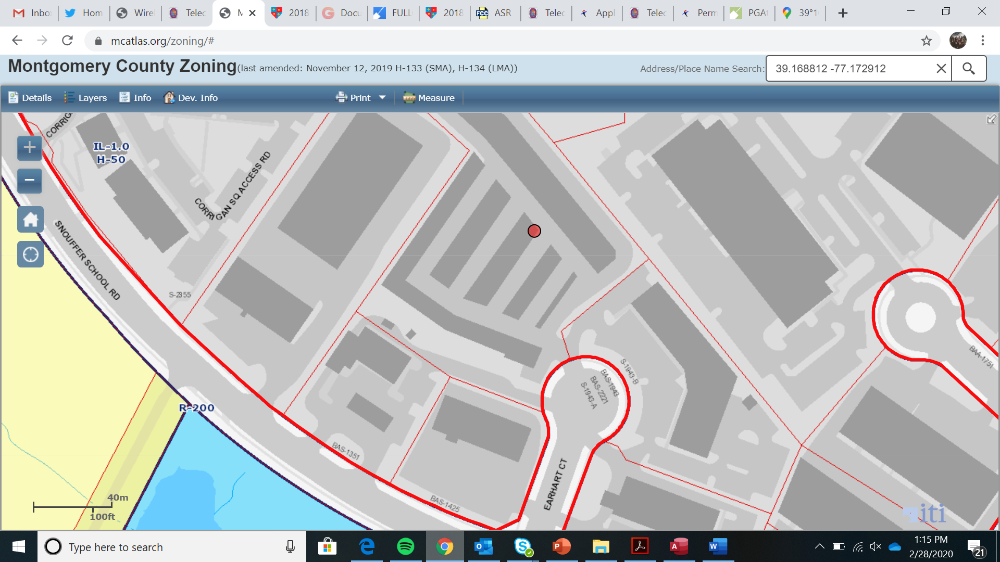 Inbo
Hom
Wire
Telec
M
2018
Docu
FULL
2018
FCC
ASR
Telec
Appl
Telec
Perm
PGAt
39°1
mcatlas.org/zoning/#
Montgomery County Zoning (last amended: November 12, 2019 H-133 (SMA), H-134 (LMA))
Address/Place Name Search:
39.168812 -77.172912
Details
Layers
Info
Dev. Info
Print
Measure
CORRIG
IL-1.0
H-50
CORRIGAN SQ ACCESS RD
SNOUFFER SCHOOL RD
S-2355
R-200
BAS-1351
BAS-1425
S-1943-B
BAS-1943
BAS-2221
S-1943-A
EARHART CT
BAA-1751
40m
100ft
iti
Type here to search
1:15 PM
2/28/2020
21